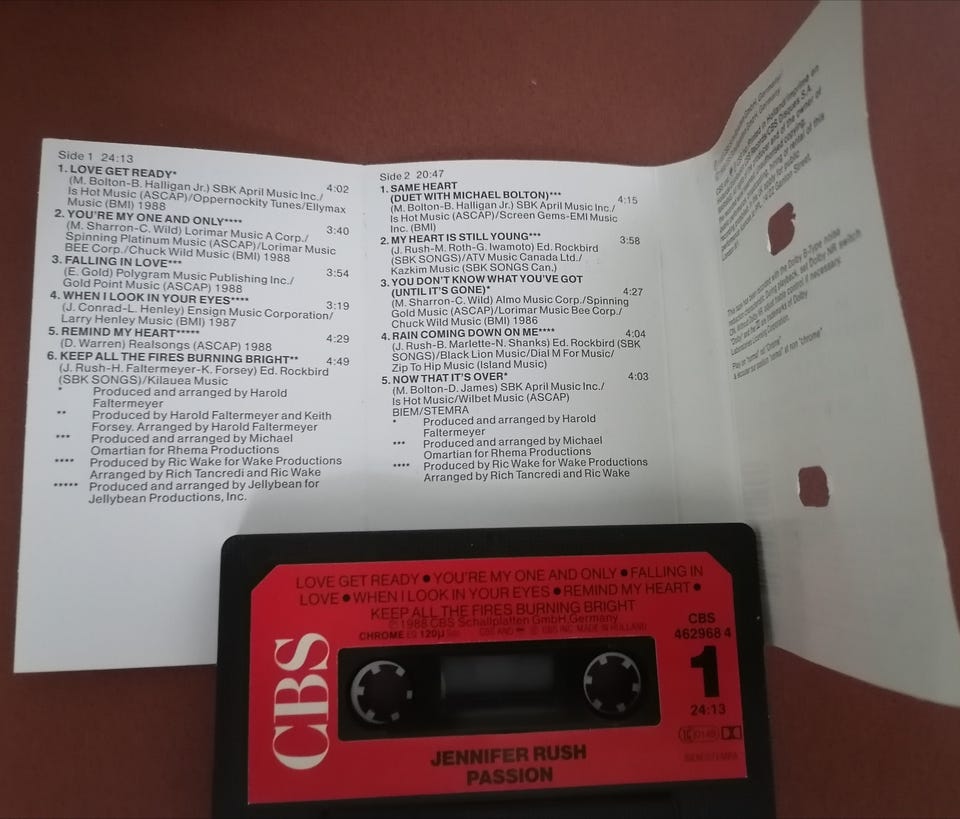 Side 1 24:13
1. LOVE GET READY* 4:02
(M. Bolton-B. Halligan Jr.) SBK April Music Inc./
Is Hot Music (ASCAP)/Oppernockity Tunes/Ellymax
Music (BMI) 1988
2. YOU'RE MY ONE AND ONLY**** 3:40
(M. Sharron-C. Wild) Lorimar Music A Corp./
Spinning Platinum Music (ASCAP)/Lorimar Music
BEE Corp./Chuck Wild Music (BMI) 1988
3. FALLING IN LOVE*** 3:54
(E. Gold) Polygram Music Publishing Inc./
Gold Point Music (ASCAP) 1988
4. WHEN I LOOK IN YOUR EYES**** 3:19
(J. Conrad-L. Henley) Ensign Music Corporation/
Larry Henley Music (BMI) 1987
5. REMIND MY HEART***** 4:29
(D. Warren) Realsongs (ASCAP) 1988
6. KEEP ALL THE FIRES BURNING BRIGHT** 4:49
(J. Rush-H. Faltermeyer-K. Forsey) Ed. Rockbird
(SBK SONGS)/Kilauea Music
* Produced and arranged by Harold
Faltermeyer
** Produced by Harold Faltermeyer and Keith
Forsey. Arranged by Harold Faltermeyer
*** Produced and arranged by Michael
Omartian for Rhema Productions
**** Produced by Ric Wake for Wake Productions
Arranged by Rich Tancredi and Ric Wake
***** Produced and arranged by Jellybean for
Jellybean Productions, Inc.
Side 2 20:47
1. SAME HEART
(DUET WITH MICHAEL BOLTON)*** 4:15
(M. Bolton-B. Halligan Jr.) SBK April Music Inc./
Is Hot Music (ASCAP)/Screen Gems-EMI Music
Inc. (BMI)
2. MY HEART IS STILL YOUNG*** 3:58
(J. Rush-M. Roth-G. Iwamoto) Ed. Rockbird
(SBK SONGS)/ATV Music Canada Ltd./
Kazkim Music (SBK SONGS Can.)
3. YOU DON'T KNOW WHAT YOU'VE GOT
(UNTIL IT'S GONE)* 4:27
(M. Sharron-C. Wild) Almo Music Corp./Spinning
Gold Music (ASCAP)/Lorimar Music Bee Corp./
Chuck Wild Music (BMI) 1986
4. RAIN COMING DOWN ON ME**** 4:04
(J. Rush-B. Marlette-N. Shanks) Ed. Rockbird (SBK
SONGS)/Black Lion Music/Dial M For Music/
Zip To Hip Music (Island Music)
5. NOW THAT IT'S OVER* 4:03
(M. Bolton-D. James) SBK April Music Inc./
Is Hot Music/Wilbet Music (ASCAP)
BIEM/STEMRA
* Produced and arranged by Harold
Faltermeyer
*** Produced and arranged by Michael
Omartian for Rhema Productions
**** Produced by Ric Wake for Wake Productions
Arranged by Rich Tancredi and Ric Wake
LOVE GET READY ● YOU'RE MY ONE AND ONLY ● FALLING IN
LOVE ● WHEN I LOOK IN YOUR EYES ● REMIND MY HEART ●
KEEP ALL THE FIRES BURNING BRIGHT
1988 CBS Schallplatten GmbH, Germany
CHROME EQ 120µ CBS AND CBS INC. MADE IN HOLLAND
CBS
CBS
462968 4
1
24:13
JENNIFER RUSH
PASSION